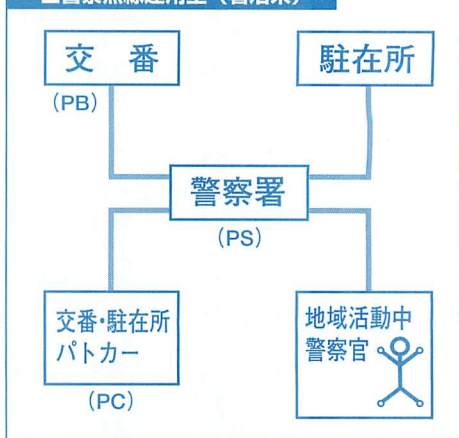 交 番
(PB)
駐在所
警察署
(PS)
交番・駐在所
パトカー
(PC)
地域活動中
警察官